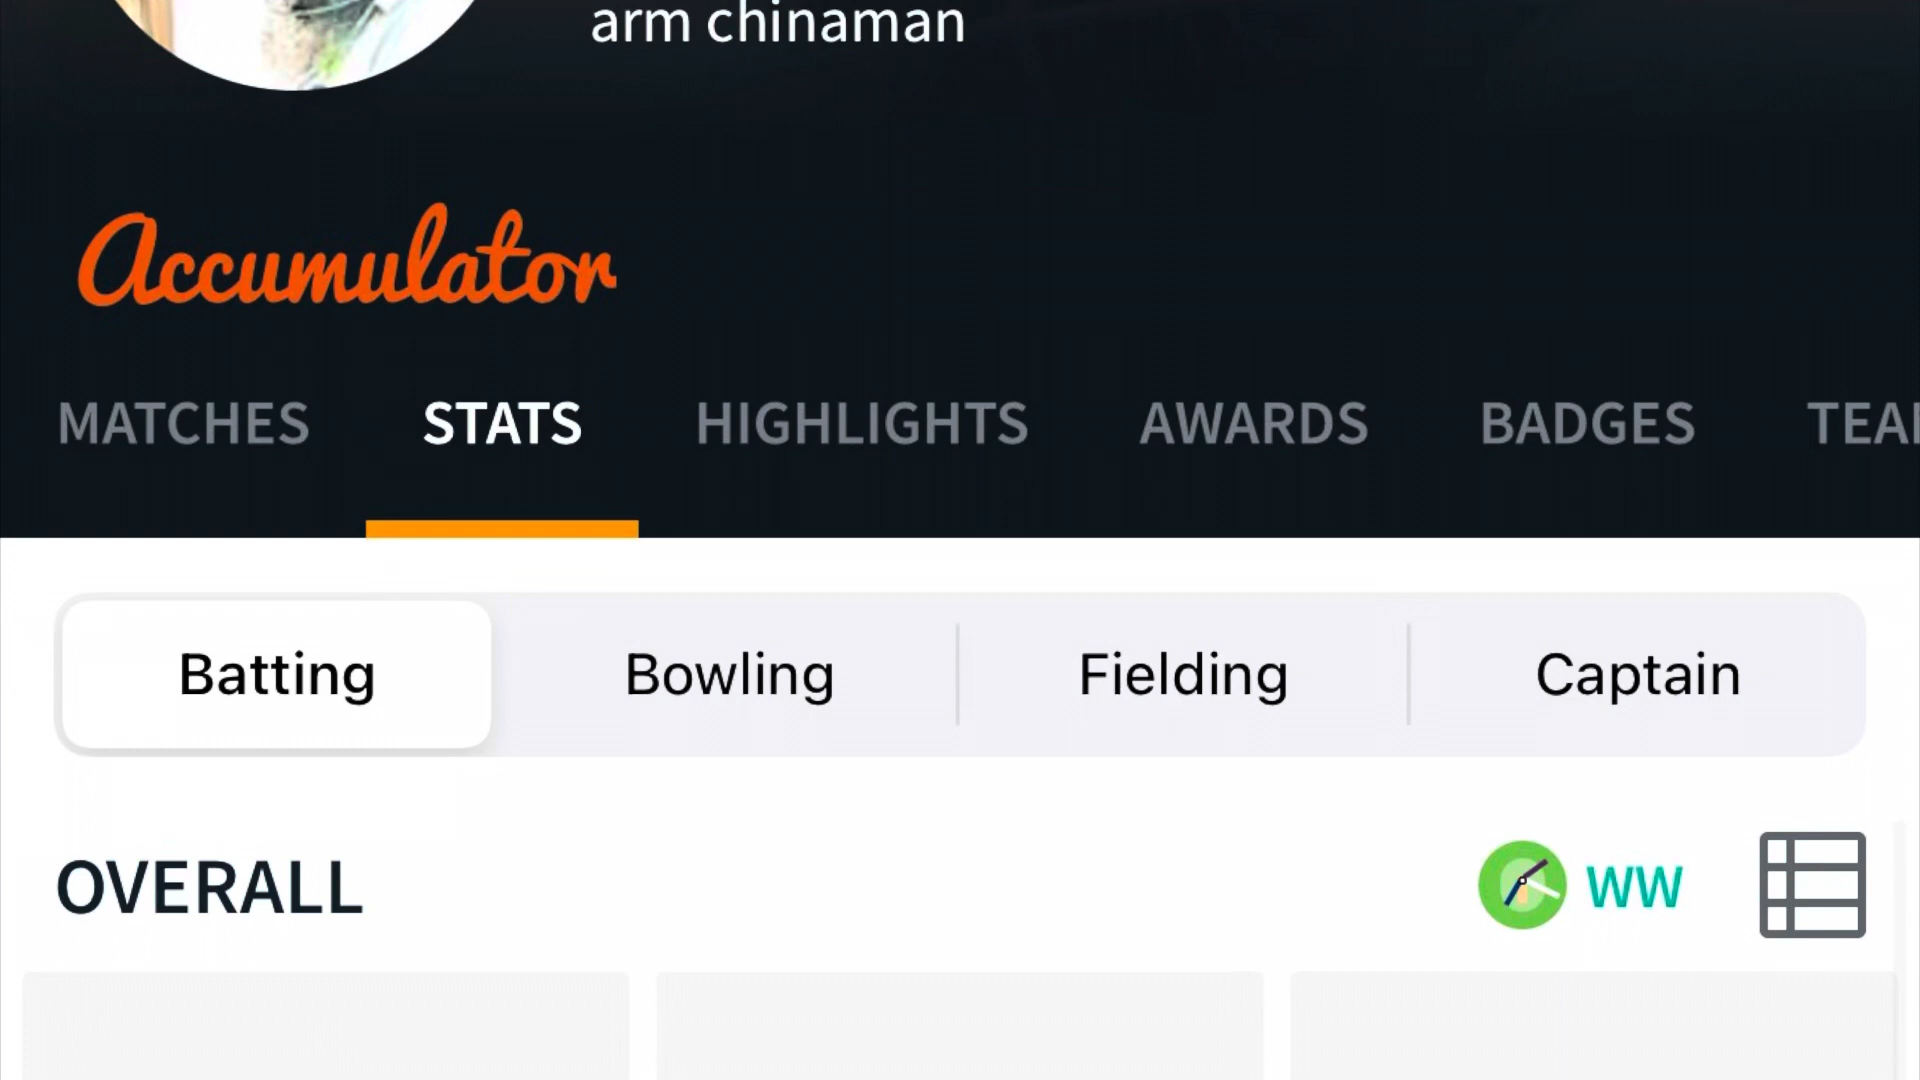 arm chinaman
Accumulator
MATCHES STATS HIGHLIGHTS AWARDS BADGES
Batting Bowling Fielding Captain
OVERALL WW